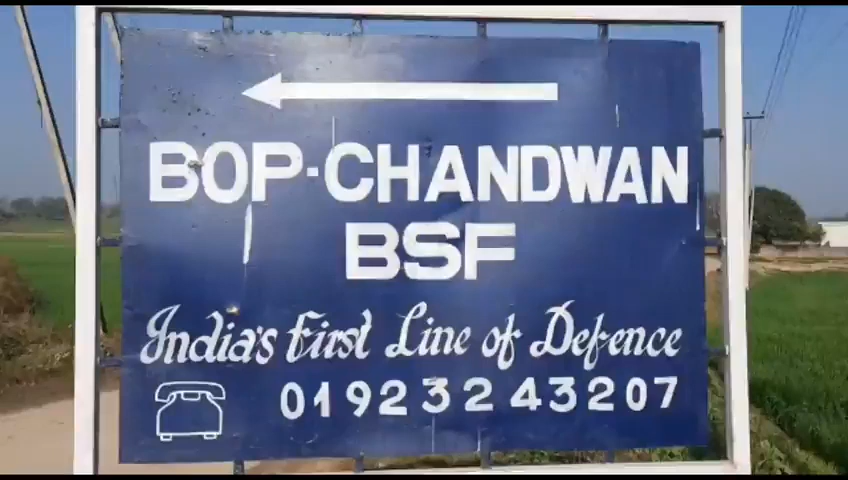 BOP-CHANDWAN
BSF
India's First Line of Defence
01923243207